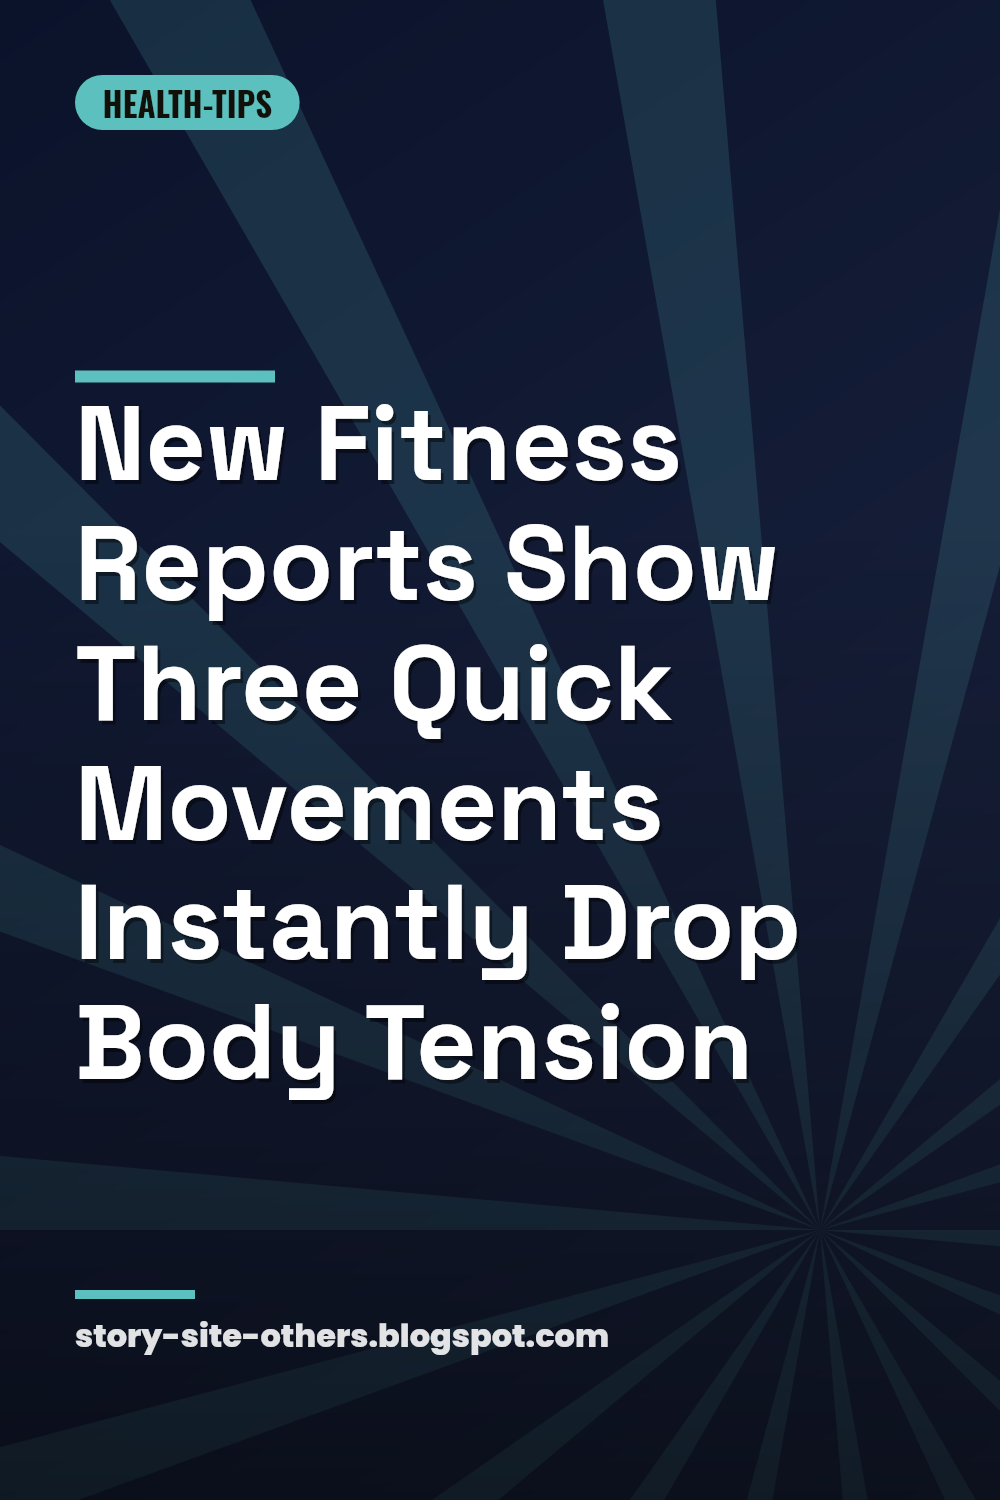 HEALTH-TIPS
New Fitness
Reports Show
Three Quick
Movements
Instantly Drop
Body Tension
story-site-others.blogspot.com